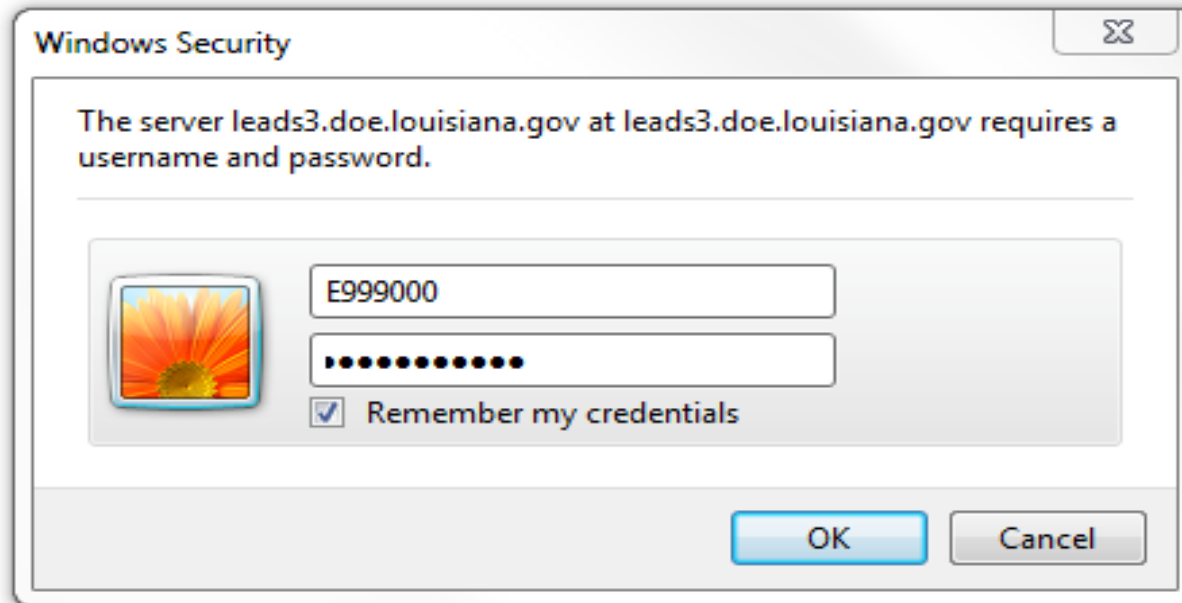 Windows Security
The server leads3.doe.louisiana.gov at leads3.doe.louisiana.gov requires a
username and password.
E999000
Remember my credentials
OK
Cancel